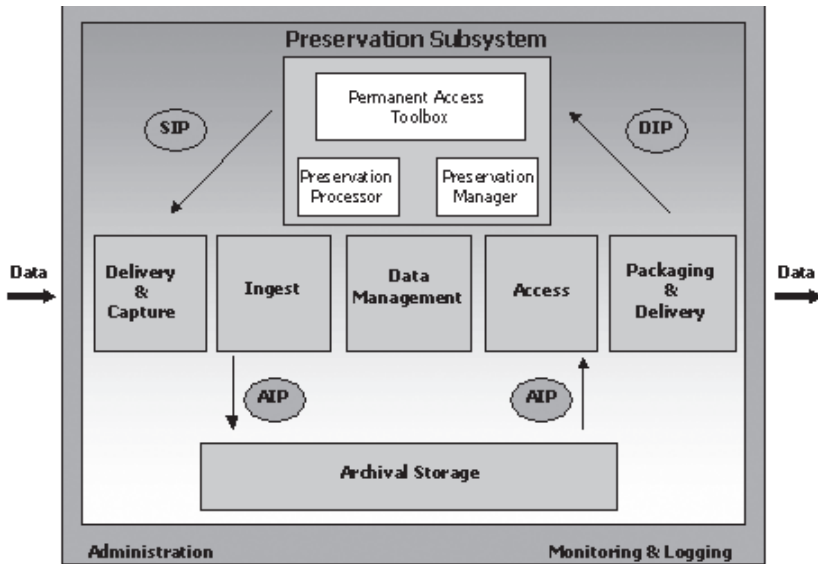 Preservation Subsystem
Permanent Access
Toolbox
SIP
DIP
Preservation
Processor
Preservation
Manager
Data
Delivery
&
Capture
Ingest
Data
Management
Access
Packaging
&
Delivery
Data
AIP
AIP
Archival Storage
Administration
Monitoring & Logging